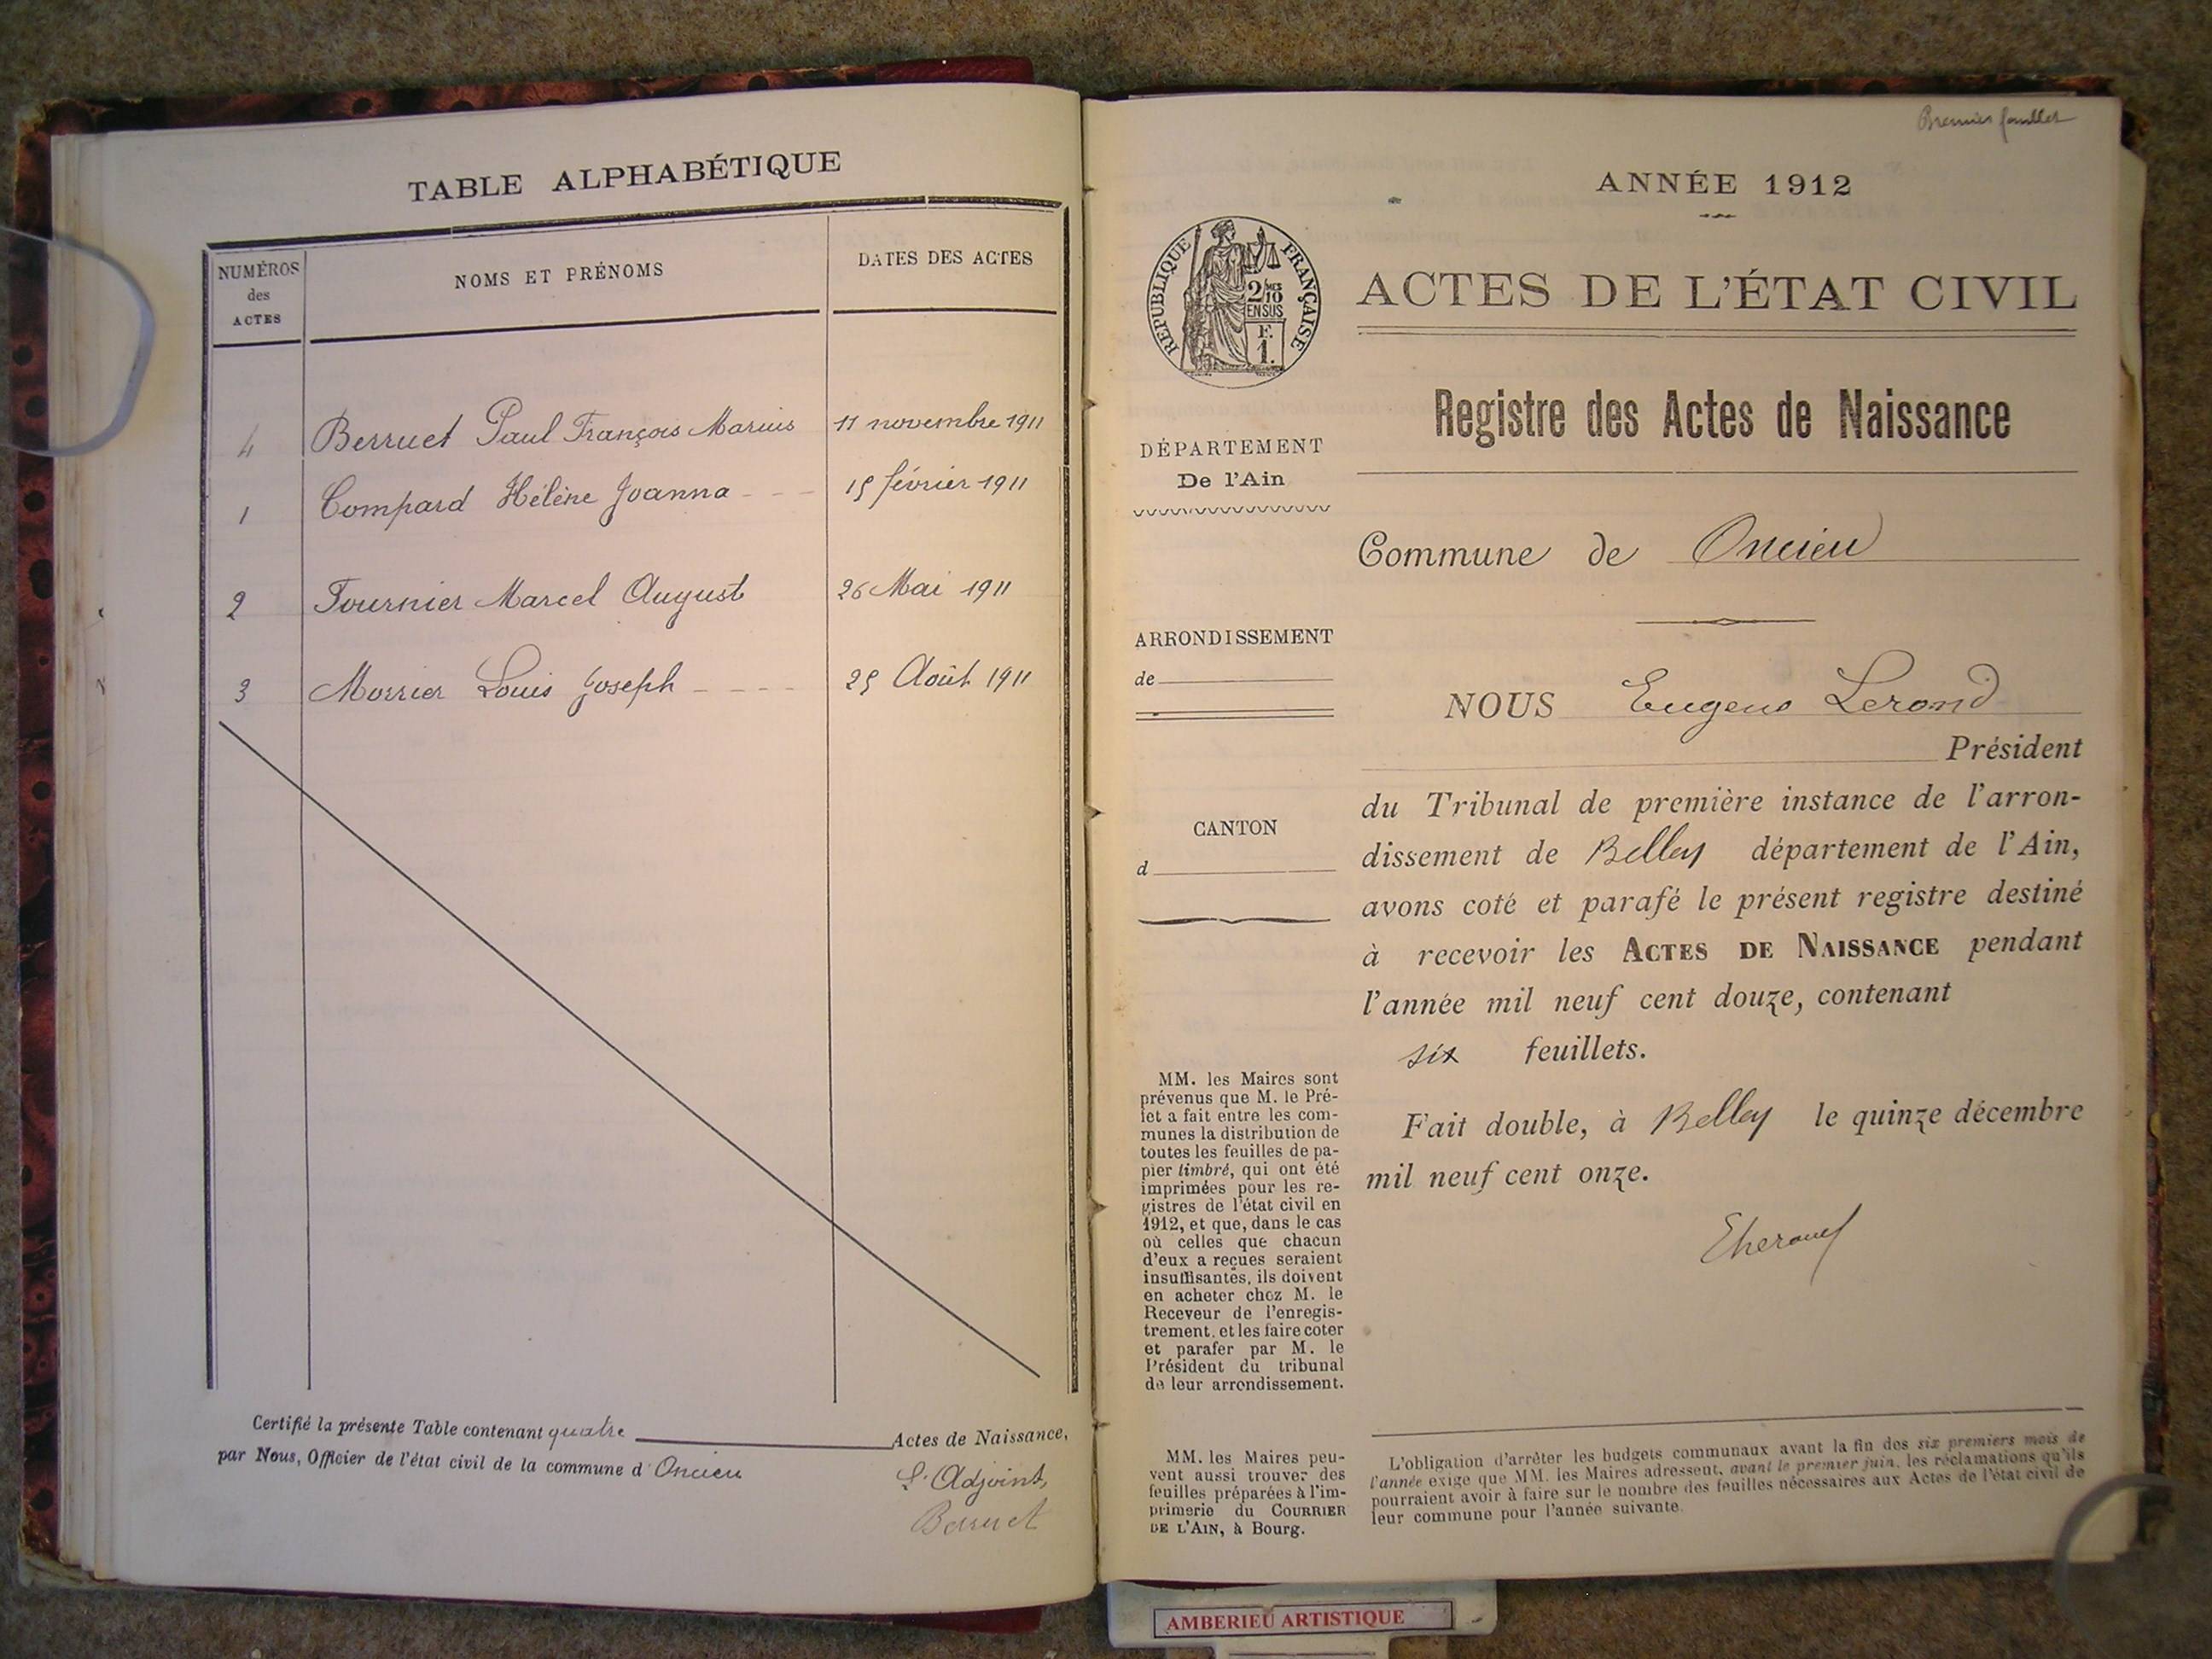 TABLE ALPHABÉTIQUE
NUMÉROS
des
ACTES
NOMS ET PRÉNOMS
DATES DES ACTES
4 Berruet Paul François Marius 11 novembre 1911
1 Compard Hélène Joanna 15 février 1911
2 Fournier Marcel August 26 Mai 1911
3 Morrier Louis Joseph 25 Août 1911
Certifié la présente Table contenant quatre Actes de Naissance,
par Nous, Officier de l'état civil de la commune d'Oncieu
L'Adjoint,
Berruet
Premier feuillet
ANNÉE 1912
RÉPUBLIQUE FRANÇAISE
2/10 MES
EN SUS
F.
1.
ACTES DE L'ÉTAT CIVIL
Registre des Actes de Naissance
DÉPARTEMENT
De l'Ain
Commune de Oncieu
ARRONDISSEMENT
de
CANTON
d
NOUS Eugene Lerond
Président
du Tribunal de première instance de l'arron-
dissement de Belley département de l'Ain,
avons coté et parafé le présent registre destiné
à recevoir les ACTES DE NAISSANCE pendant
l'année mil neuf cent douze, contenant
six feuillets.
Fait double, à Belley le quinze décembre
mil neuf cent onze.
MM. les Maires sont
prévenus que M. le Pré-
fet a fait entre les com-
munes la distribution de
toutes les feuilles de pa-
pier timbré, qui ont été
imprimées pour les re-
gistres de l'état civil en
1912, et que, dans le cas
où celles que chacun
d'eux a reçues seraient
insuffisantes, ils doivent
en acheter chez M. le
Receveur de l'enregis-
trement, et les faire coter
et parafer par M. le
Président du tribunal
de leur arrondissement.
MM. les Maires peu-
vent aussi trouver des
feuilles préparées à l'im-
primerie du COURRIER
DE L'AIN, à Bourg.
L'obligation d'arrêter les budgets communaux avant la fin des six premiers mois de
l'année exige que MM. les Maires adressent, avant le premier juin, les réclamations qu'ils
pourraient avoir à faire sur le nombre des feuilles nécessaires aux Actes de l'état civil de
leur commune pour l'année suivante.
AMBERIEU ARTISTIQUE